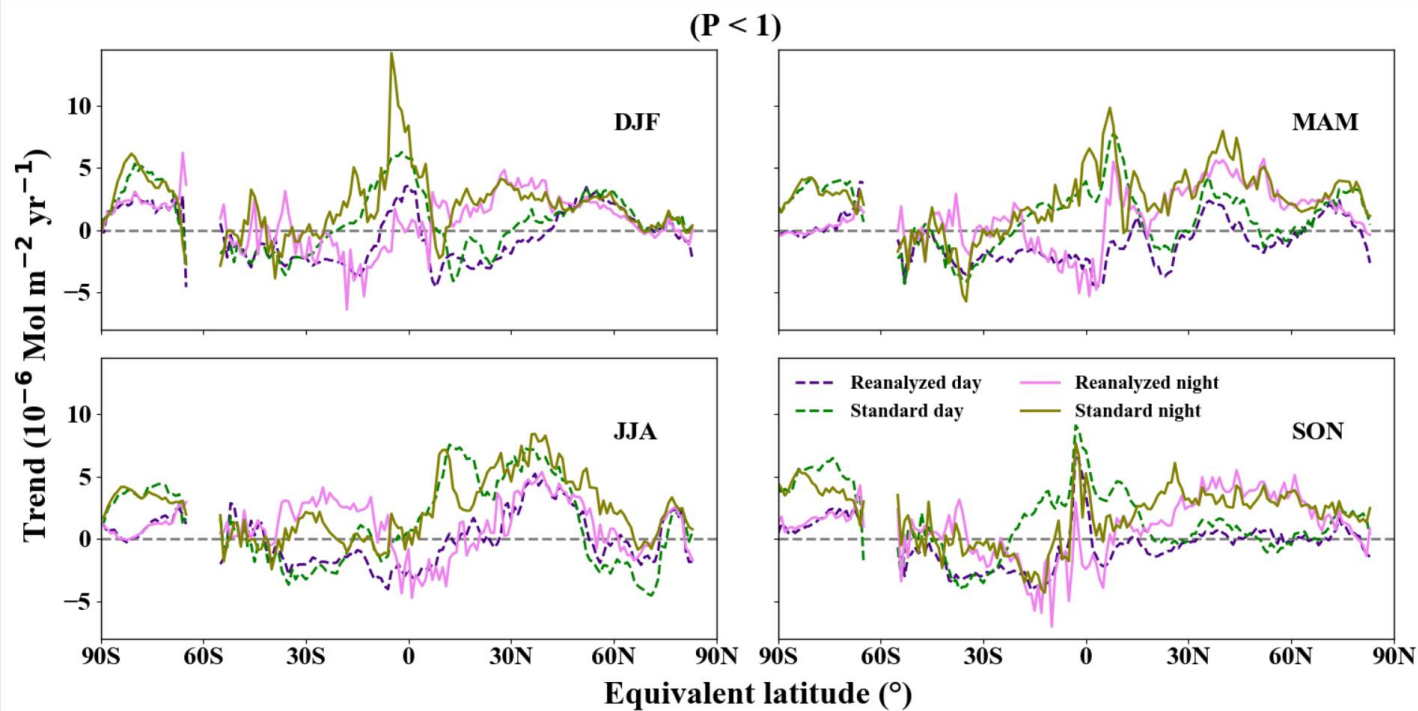 (P < 1)
DJF
MAM
10
5
0
−5
Trend (10⁻⁶ Mol m⁻² yr⁻¹)
Reanalyzed day
Reanalyzed night
Standard day
Standard night
JJA
SON
10
5
0
−5
90S 60S 30S 0 30N 60N 90N
90S 60S 30S 0 30N 60N 90N
Equivalent latitude (°)